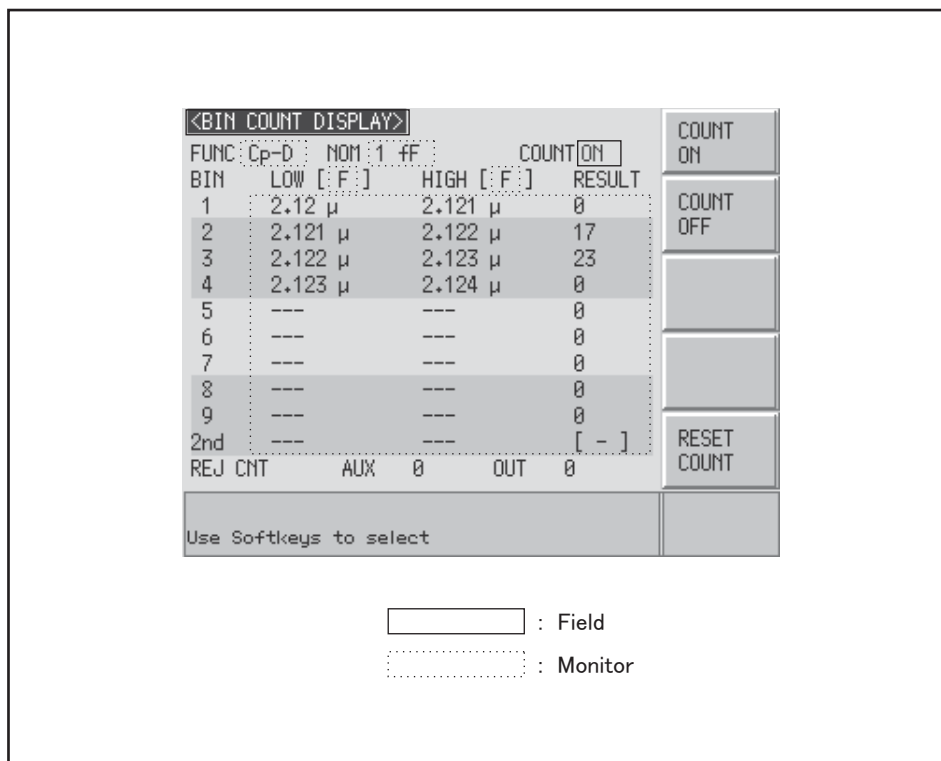 <BIN COUNT DISPLAY>
FUNC Cp-D NOM 1 fF COUNT ON
BIN LOW [ F ] HIGH [ F ] RESULT
1 2.12 µ 2.121 µ 0
2 2.121 µ 2.122 µ 17
3 2.122 µ 2.123 µ 23
4 2.123 µ 2.124 µ 0
5 --- --- 0
6 --- --- 0
7 --- --- 0
8 --- --- 0
9 --- --- 0
2nd --- --- [ - ]
REJ CNT AUX 0 OUT 0
Use Softkeys to select
COUNT
ON
COUNT
OFF
RESET
COUNT
: Field
: Monitor